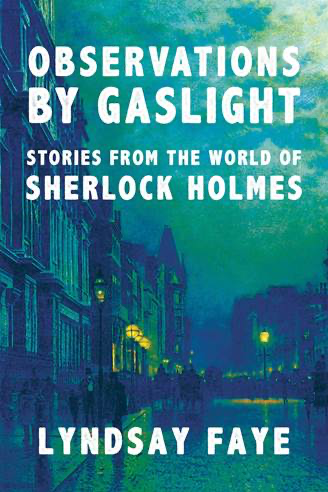 OBSERVATIONS
BY GASLIGHT
STORIES FROM THE WORLD OF
SHERLOCK HOLMES
LYNDSAY FAYE